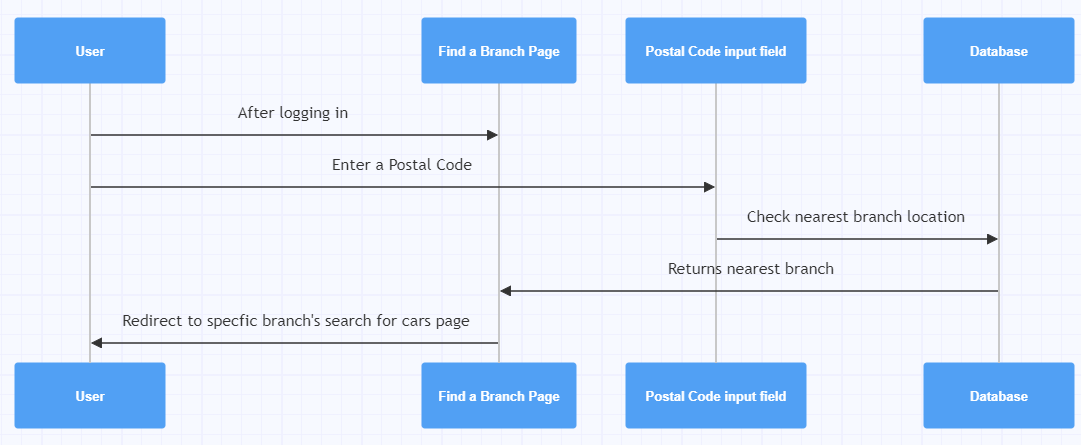 User
Find a Branch Page
Postal Code input field
Database
After logging in
Enter a Postal Code
Check nearest branch location
Returns nearest branch
Redirect to specfic branch's search for cars page
User
Find a Branch Page
Postal Code input field
Database